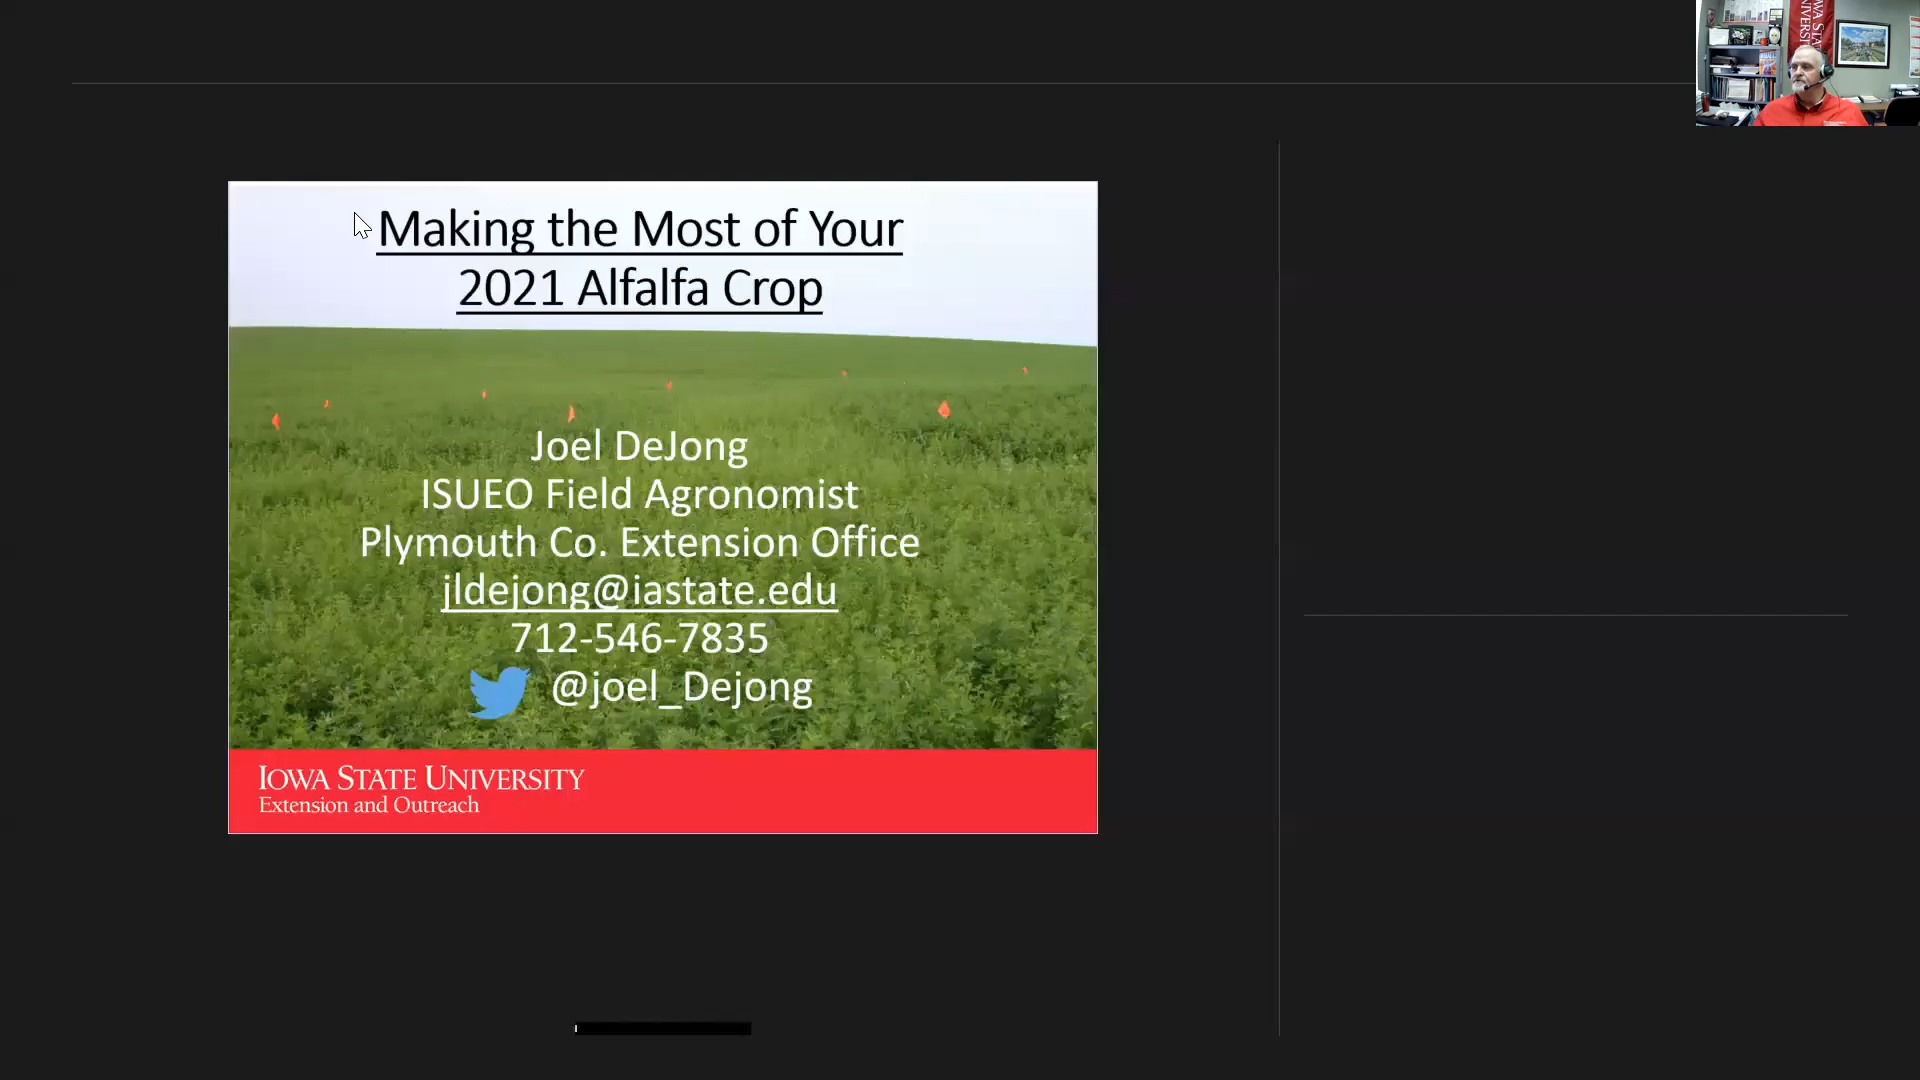 Making the Most of Your
2021 Alfalfa Crop
Joel DeJong
ISUEO Field Agronomist
Plymouth Co. Extension Office
jldejong@iastate.edu
712-546-7835
@joel_Dejong
IOWA STATE UNIVERSITY
Extension and Outreach